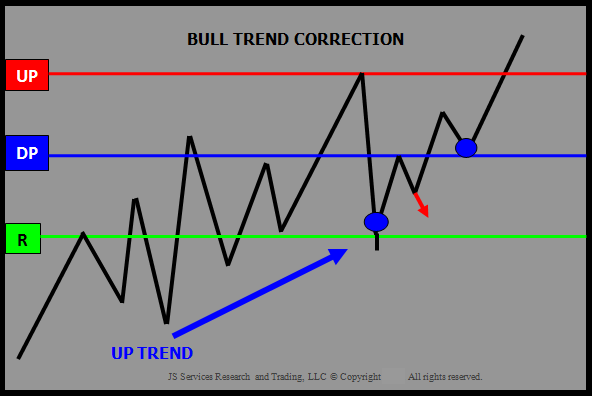 BULL TREND CORRECTION
UP
DP
R
UP TREND
JS Services Research and Trading, LLC © Copyright All rights reserved.